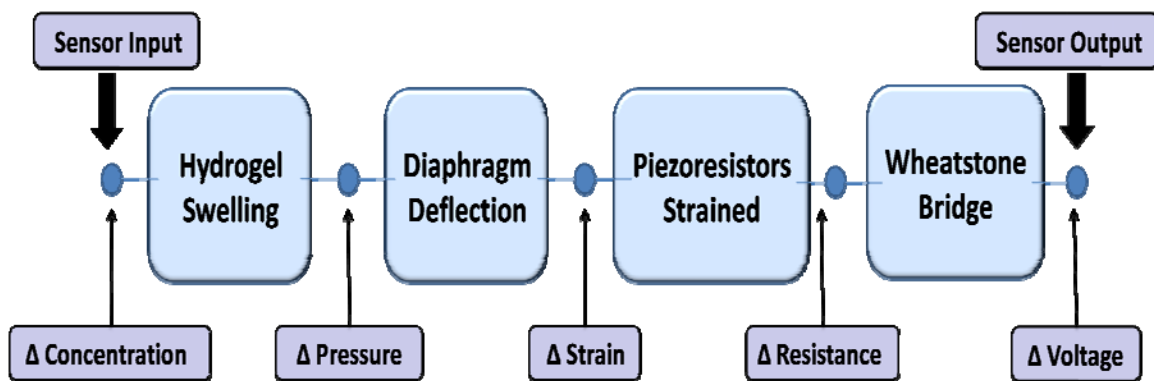 Sensor Input
Sensor Output
Hydrogel
Swelling
Diaphragm
Deflection
Piezoresistors
Strained
Wheatstone
Bridge
Δ Concentration
Δ Pressure
Δ Strain
Δ Resistance
Δ Voltage